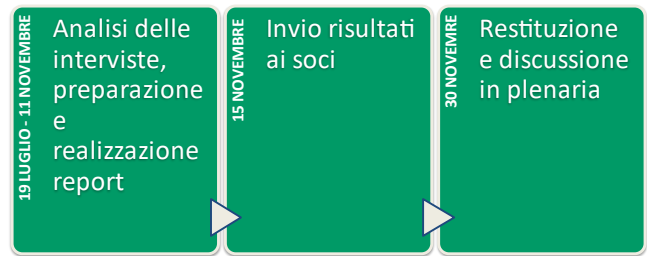 19 LUGLIO - 11 NOVEMBRE
Analisi delle
interviste,
preparazione
e
realizzazione
report
15 NOVEMBRE
Invio risultati
ai soci
30 NOVEMRE
Restituzione
e discussione
in plenaria